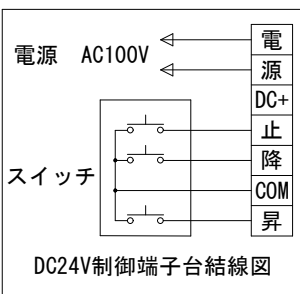 電源 AC100V
電
源
DC+
止
降
COM
昇
スイッチ
DC24V制御端子台結線図